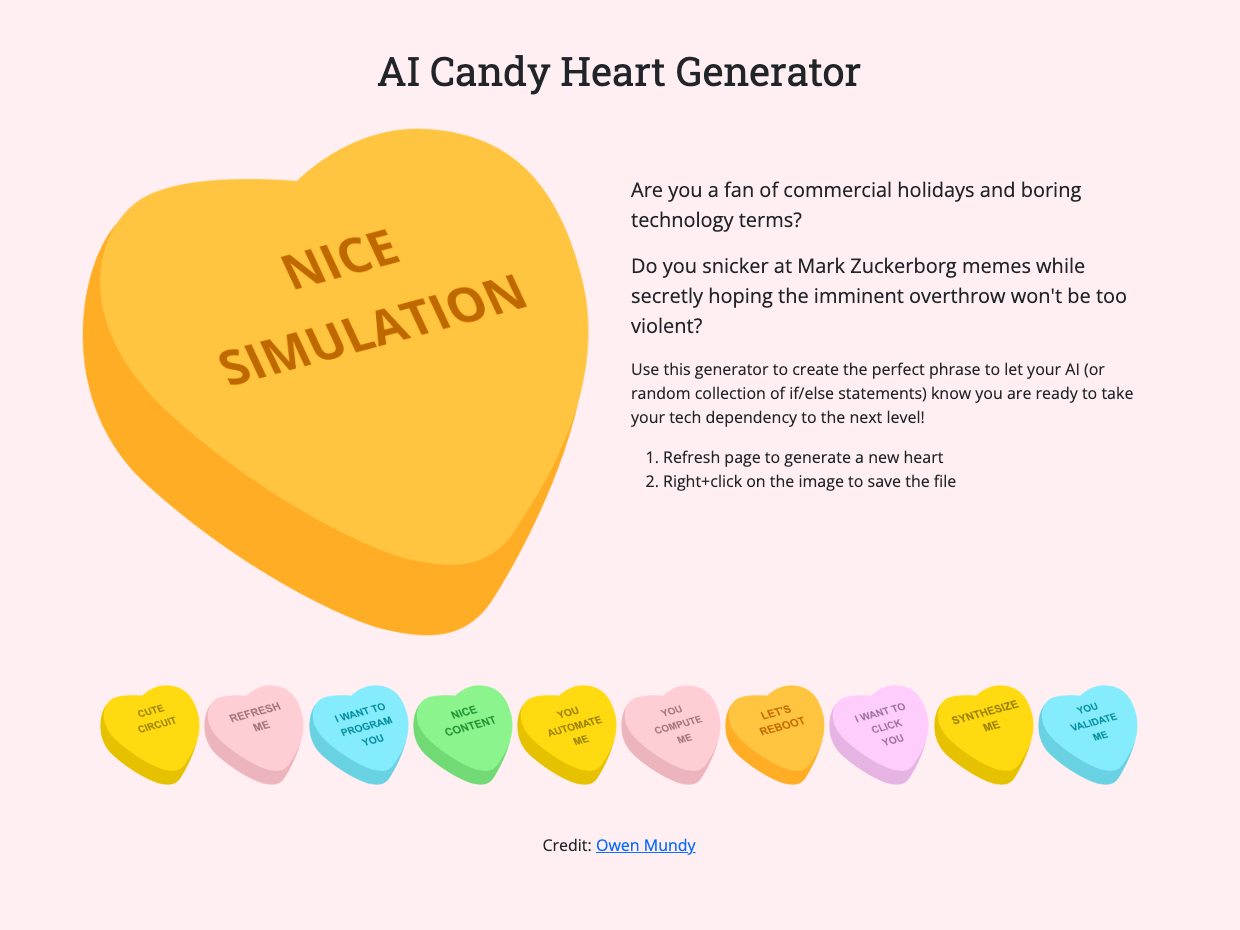 AI Candy Heart Generator
NICE
SIMULATION
Are you a fan of commercial holidays and boring
technology terms?
Do you snicker at Mark Zuckerborg memes while
secretly hoping the imminent overthrow won't be too
violent?
Use this generator to create the perfect phrase to let your AI (or
random collection of if/else statements) know you are ready to take
your tech dependency to the next level!
1. Refresh page to generate a new heart
2. Right+click on the image to save the file
CUTE
CIRCUIT
REFRESH
ME
I WANT TO
PROGRAM
YOU
NICE
CONTENT
YOU
AUTOMATE
ME
YOU
COMPUTE
ME
LET'S
REBOOT
I WANT TO
CLICK
YOU
SYNTHESIZE
ME
YOU
VALIDATE
ME
Credit: Owen Mundy